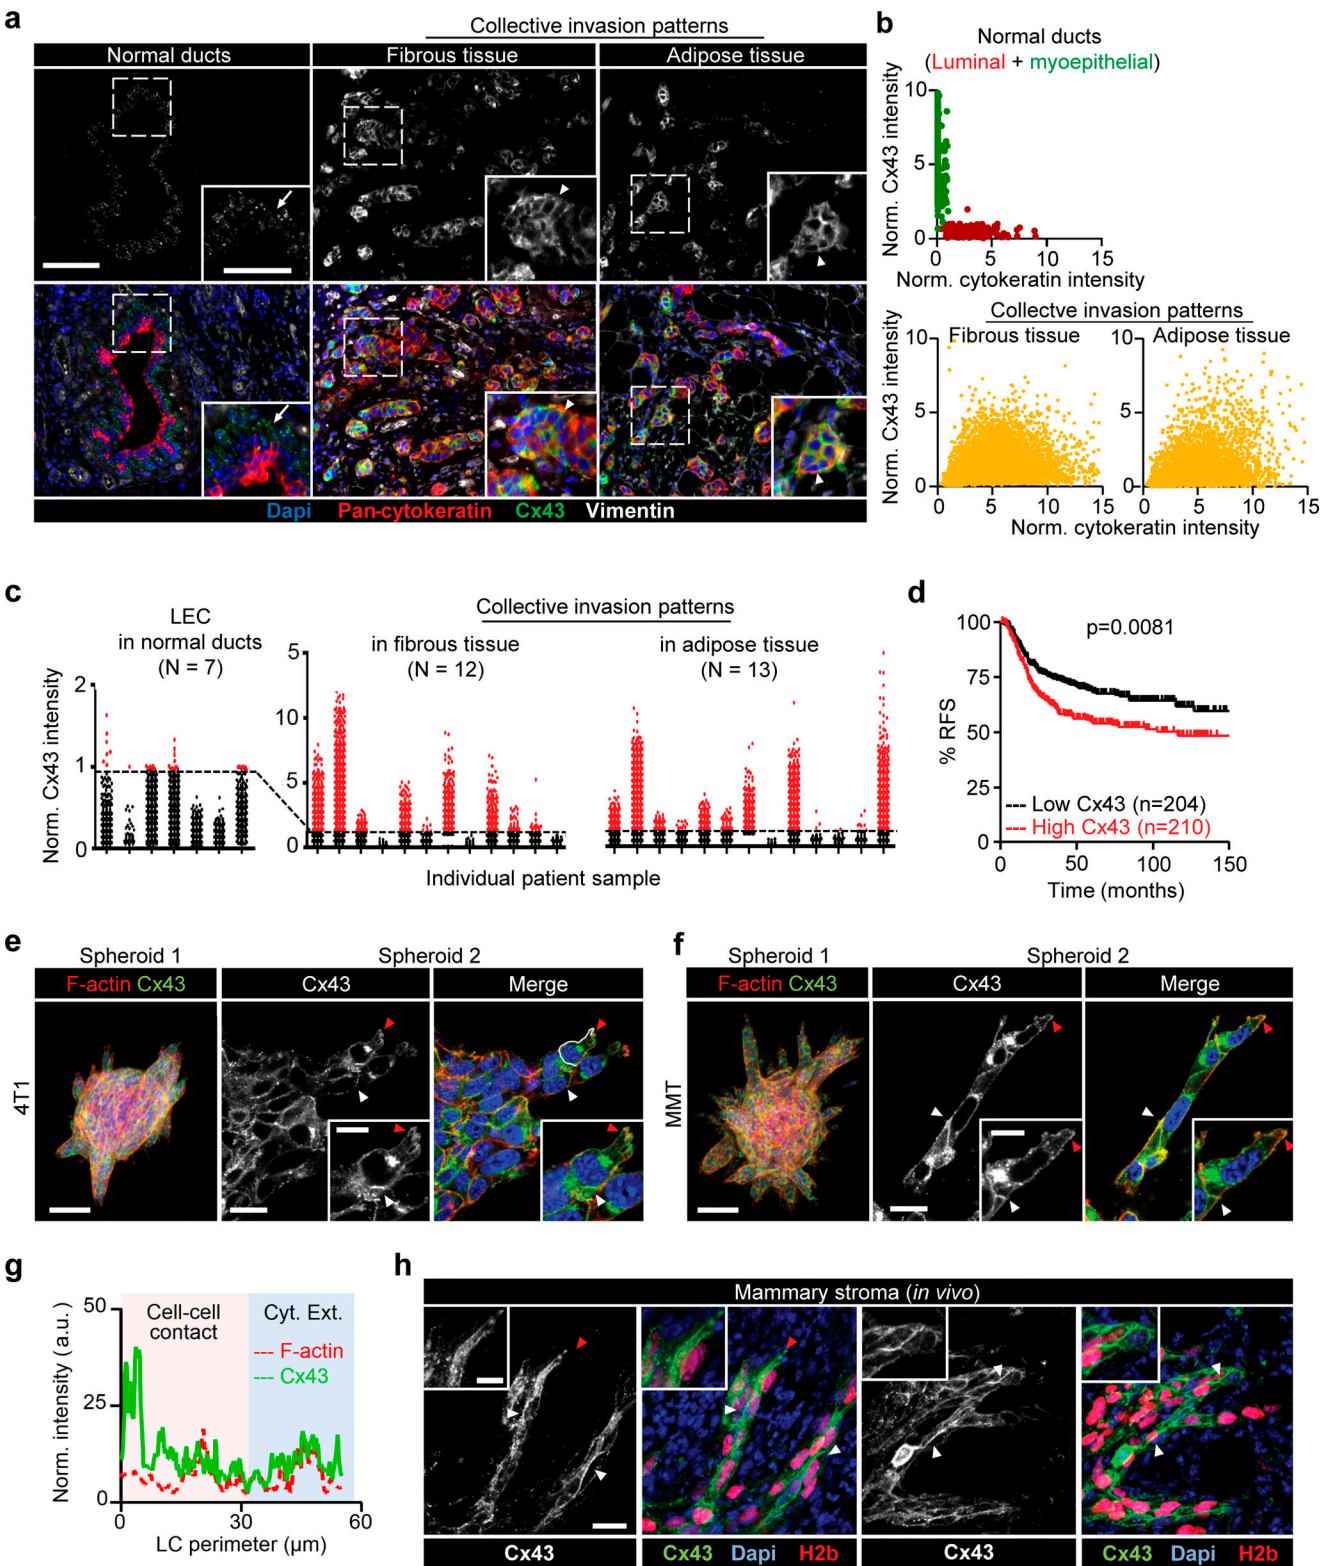 a
Collective invasion patterns
Normal ducts
Fibrous tissue
Adipose tissue
Dapi Pan-cytokeratin Cx43 Vimentin
b
Normal ducts
(Luminal + myoepithelial)
Norm. Cx43 intensity
10
5
0
0 5 10 15
Norm. cytokeratin intensity
Collective invasion patterns
Fibrous tissue
Adipose tissue
Norm. Cx43 intensity
10
5
0
0 5 10 15
10
5
0
0 5 10 15
Norm. cytokeratin intensity
c
LEC
in normal ducts
(N = 7)
Collective invasion patterns
in fibrous tissue
(N = 12)
in adipose tissue
(N = 13)
Norm. Cx43 intensity
2
1
0
5
10
5
0
Individual patient sample
d
p=0.0081
% RFS
100
75
50
25
0
Low Cx43 (n=204)
High Cx43 (n=210)
0 50 100 150
Time (months)
e
Spheroid 1
Spheroid 2
F-actin Cx43
Cx43
Merge
4T1
f
Spheroid 1
Spheroid 2
F-actin Cx43
Cx43
Merge
MMT
g
Norm. intensity (a.u.)
50
25
0
Cell-cell
contact
Cyt. Ext.
F-actin
Cx43
0 30 60
LC perimeter (µm)
h
Mammary stroma (in vivo)
Cx43
Cx43 Dapi H2b
Cx43
Cx43 Dapi H2b